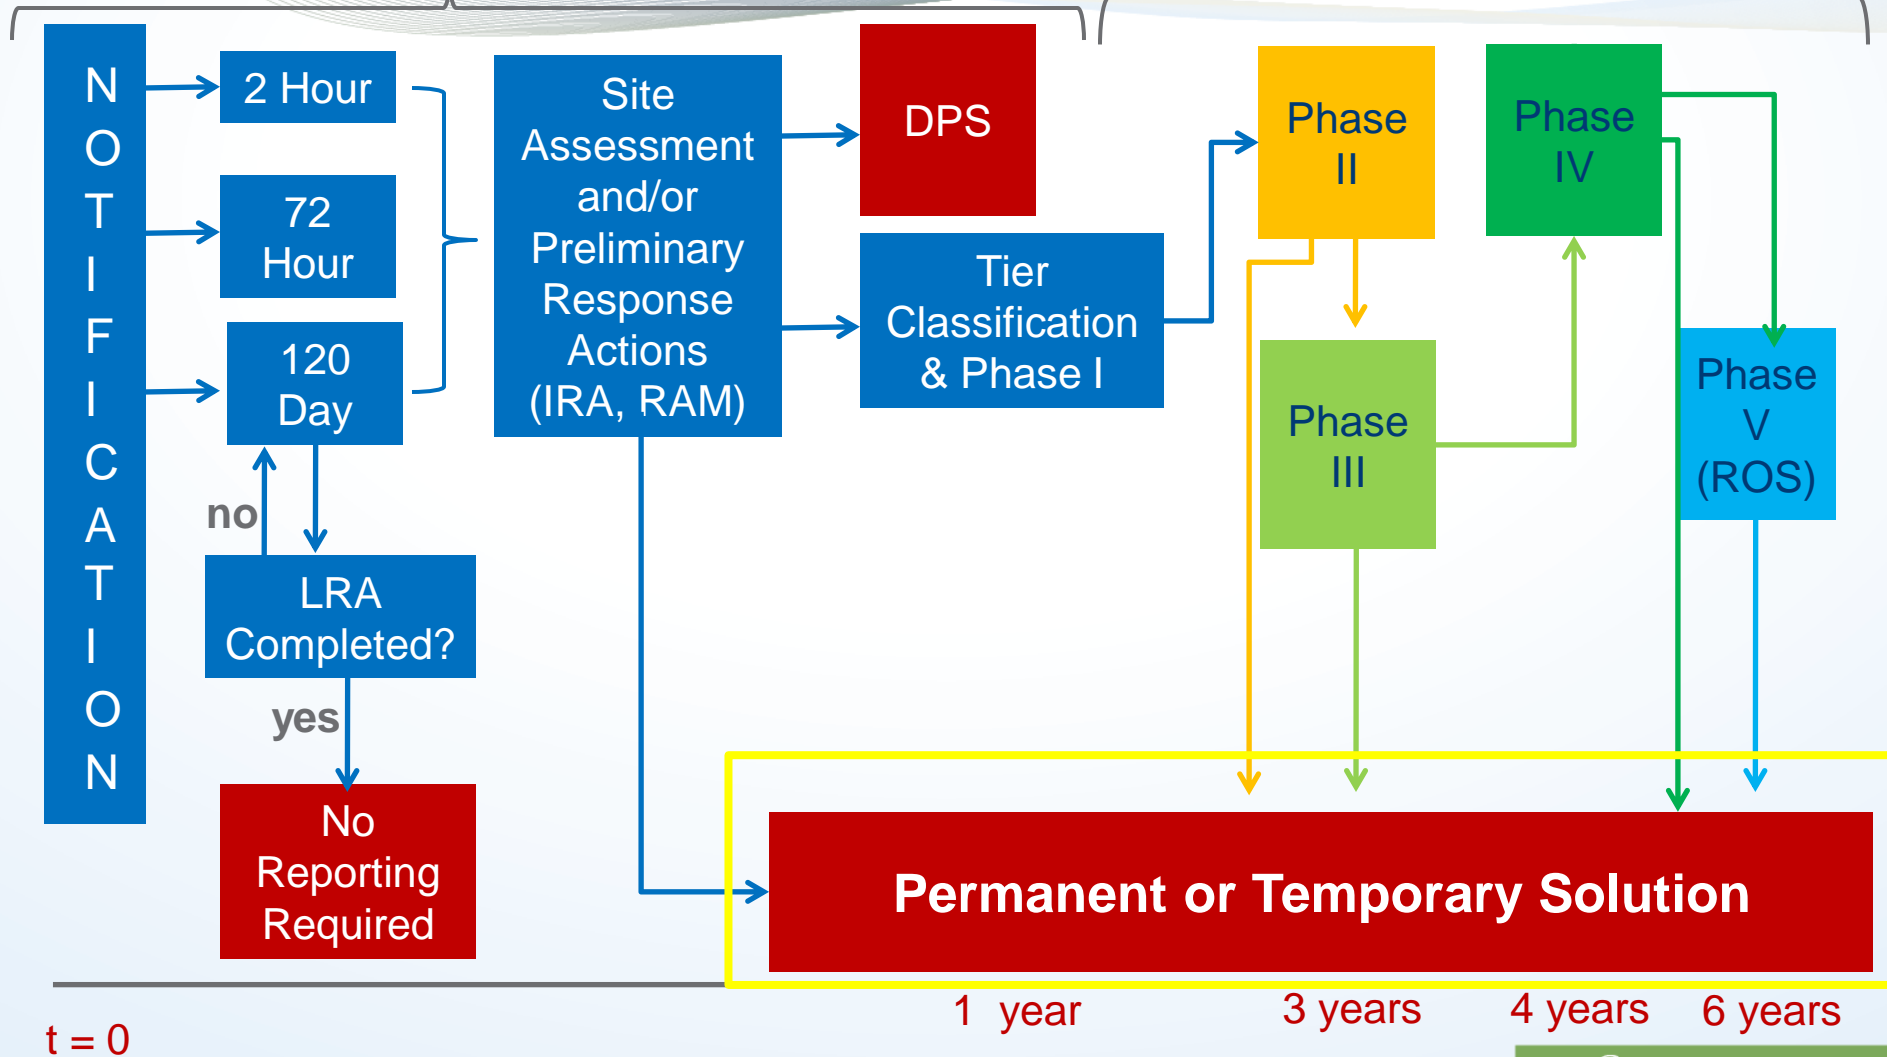 N
O
T
I
F
I
C
A
T
I
O
N
2 Hour
72
Hour
120
Day
no
LRA
Completed?
yes
No
Reporting
Required
Site
Assessment
and/or
Preliminary
Response
Actions
(IRA, RAM)
DPS
Tier
Classification
& Phase I
Phase
II
Phase
III
Phase
IV
Phase
V
(ROS)
Permanent or Temporary Solution
t = 0
1 year
3 years
4 years
6 years